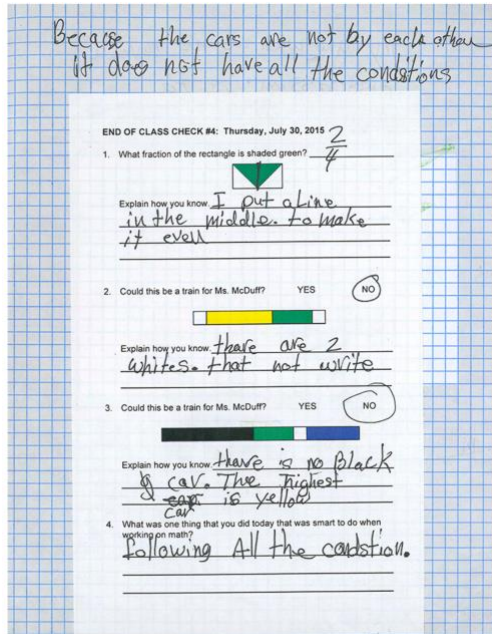 Because the cars are not by each other
it does not have all the condstions
END OF CLASS CHECK #4: Thursday, July 30, 2015
1. What fraction of the rectangle is shaded green? 2/4
Explain how you know. I put a Line
in the middle. to make
it even
2. Could this be a train for Ms. McDuff? YES NO
Explain how you know. thare are 2
whites. that not write
3. Could this be a train for Ms. McDuff? YES NO
Explain how you know. thare is no Black
car. The highest
car is yellow
4. What was one thing that you did today that was smart to do when
working on math?
following All the condstion.